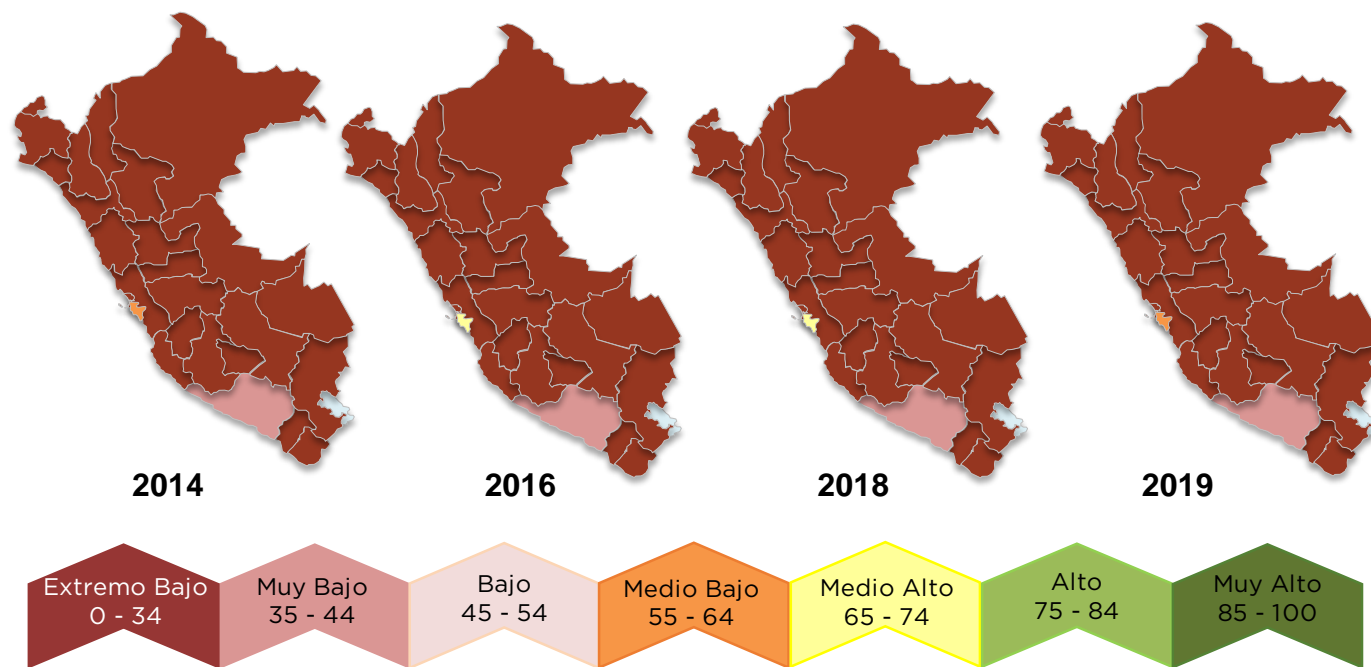 2014
2016
2018
2019
Extremo Bajo
0 - 34
Muy Bajo
35 - 44
Bajo
45 - 54
Medio Bajo
55 - 64
Medio Alto
65 - 74
Alto
75 - 84
Muy Alto
85 - 100